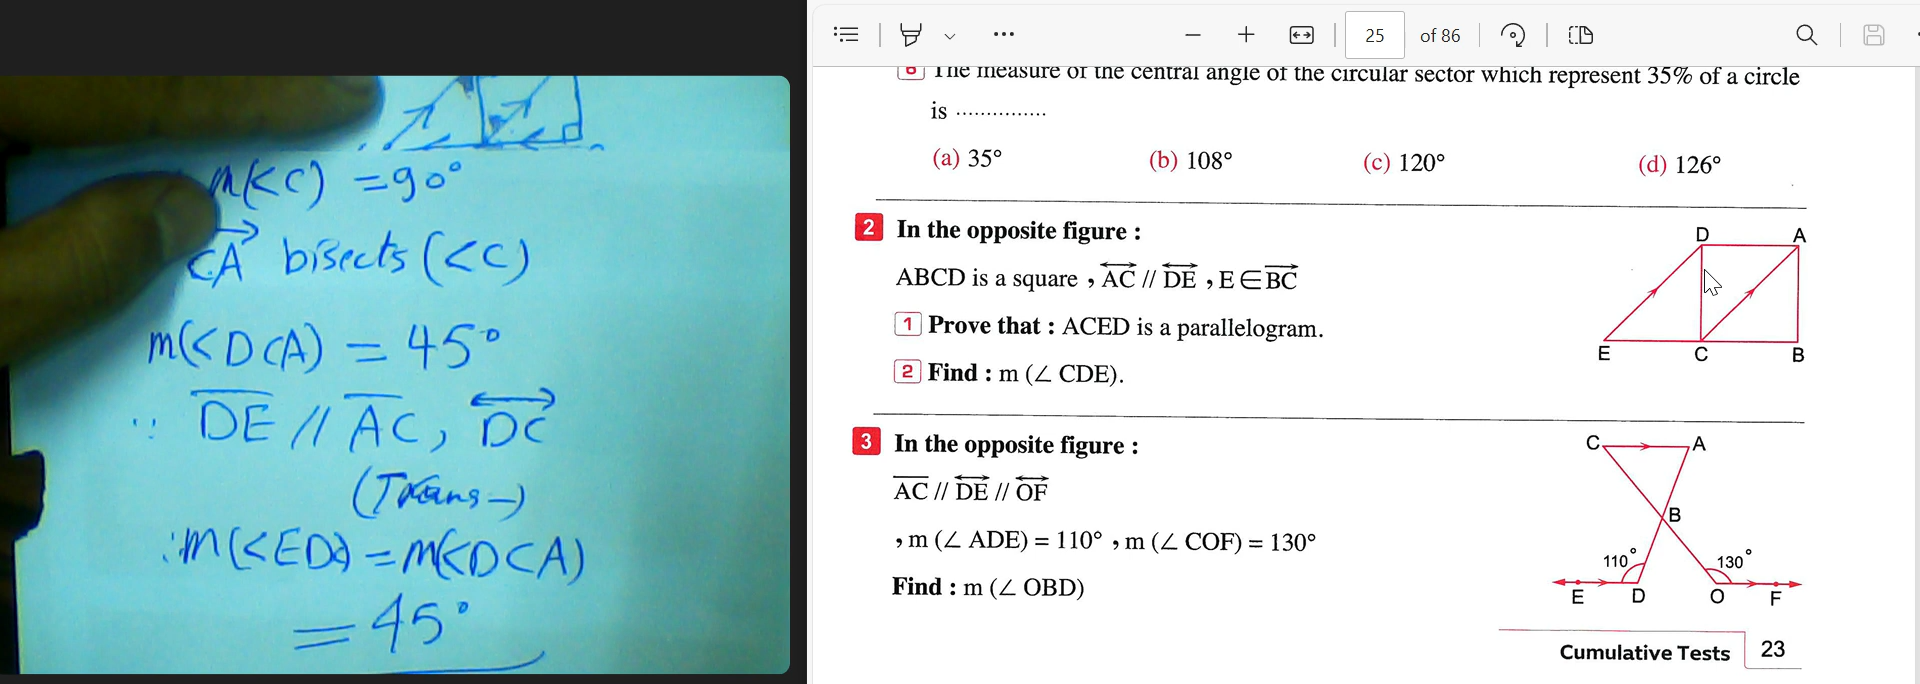 m(<C) = 90°
CA bisects (<C)
m(<DCA) = 45°
∵ DE // AC, DC
(Trans-)
∴ m(<EDC) = m(<DCA)
= 45°
25 of 86
6 The measure of the central angle of the circular sector which represent 35% of a circle
is ...............
(a) 35° (b) 108° (c) 120° (d) 126°
2 In the opposite figure :
ABCD is a square , AC // DE , E ∈ BC
1 Prove that : ACED is a parallelogram.
2 Find : m (∠ CDE).
D A
E C B
3 In the opposite figure :
AC // DE // OF
, m (∠ ADE) = 110° , m (∠ COF) = 130°
Find : m (∠ OBD)
C A
B
110° 130°
E D O F
Cumulative Tests 23